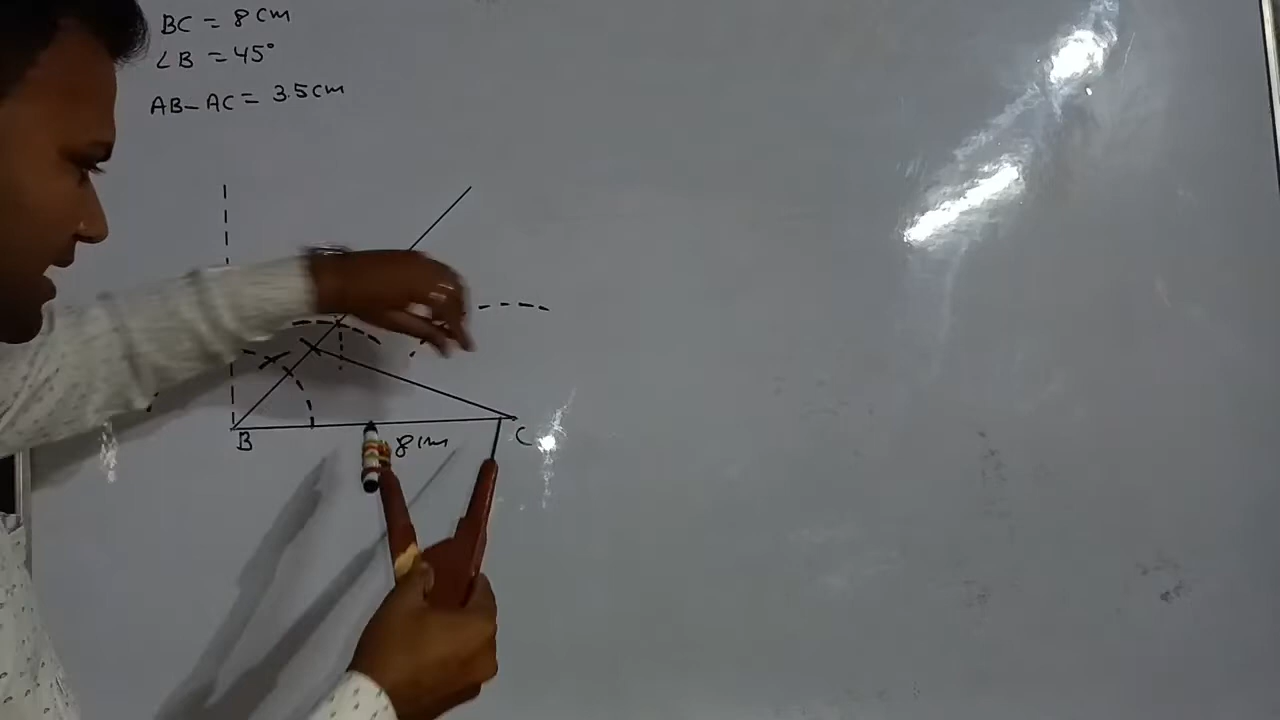 BC = 8 cm
∠B = 45°
AB - AC = 3.5 cm
B
8 cm
C